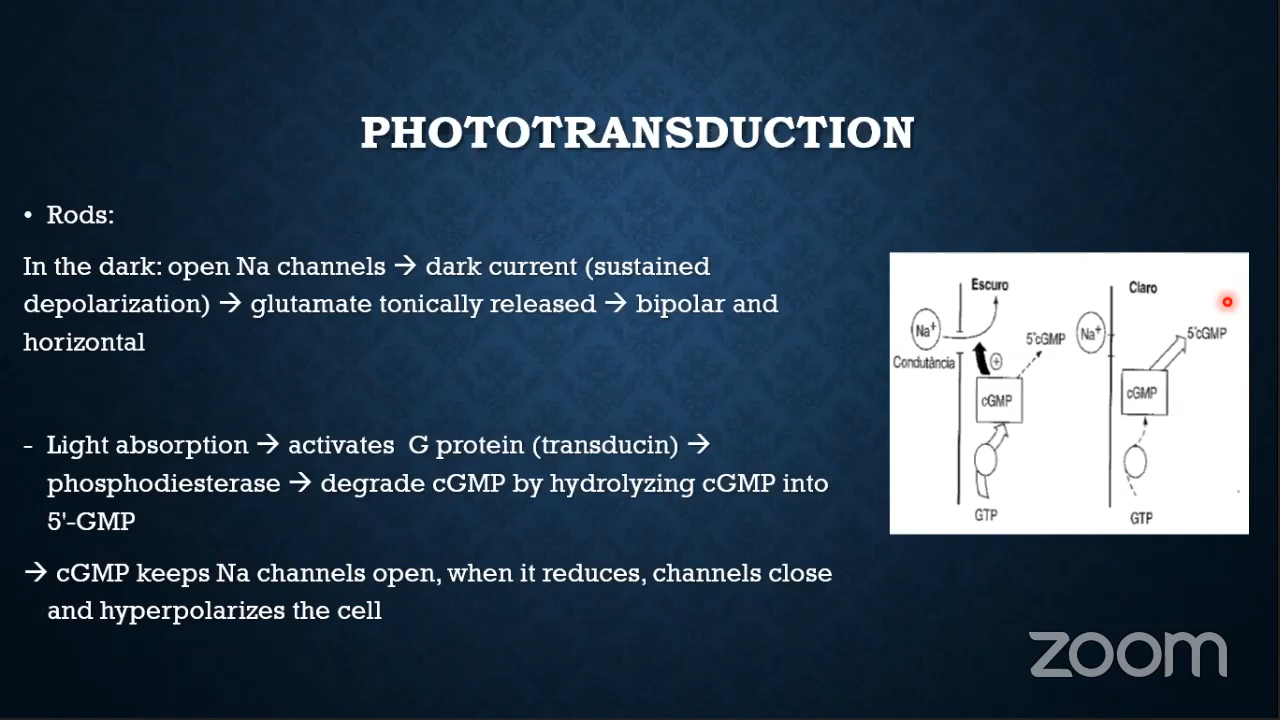 PHOTOTRANSDUCTION
• Rods:
In the dark: open Na channels → dark current (sustained
depolarization) → glutamate tonically released → bipolar and
horizontal
- Light absorption → activates G protein (transducin) →
phosphodiesterase → degrade cGMP by hydrolyzing cGMP into
5'-GMP
→ cGMP keeps Na channels open, when it reduces, channels close
and hyperpolarizes the cell
Escuro
Na+
Condutância
+
5'cGMP
cGMP
GTP
Claro
Na+
5'cGMP
cGMP
GTP
zoom